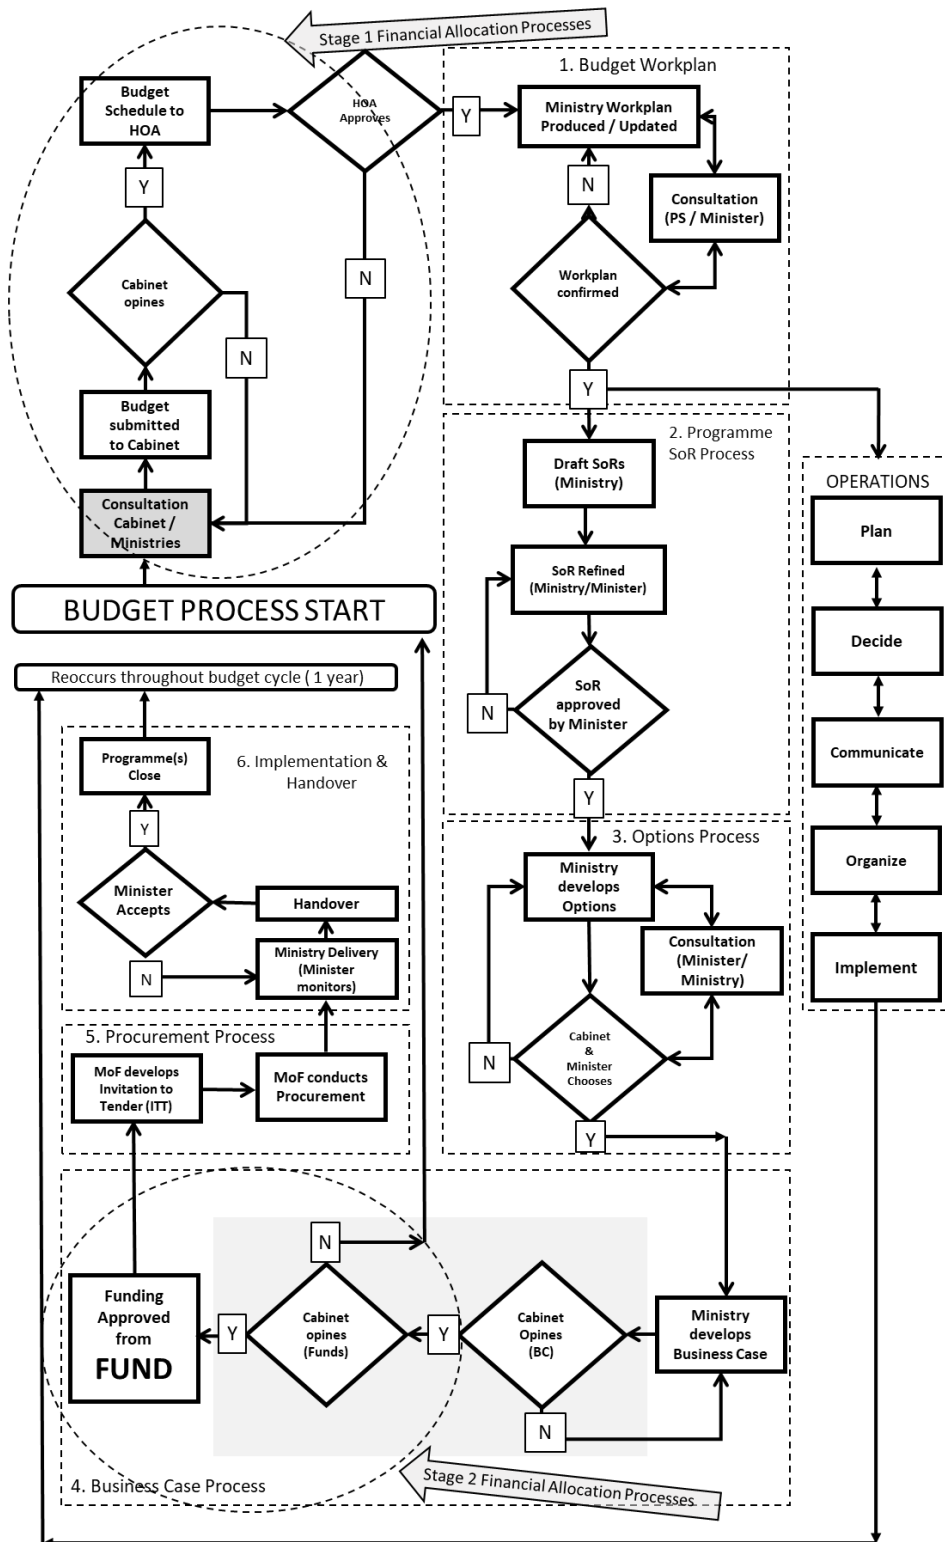 Stage 1 Financial Allocation Processes
Budget
Schedule to
HOA
HOA
Approves
Y
N
Y
Cabinet
opines
N
Budget
submitted
to Cabinet
Consultation
Cabinet /
Ministries
BUDGET PROCESS START
1. Budget Workplan
Ministry Workplan
Produced / Updated
N
Consultation
(PS / Minister)
Workplan
confirmed
Y
2. Programme
SoR Process
Draft SoRs
(Ministry)
SoR Refined
(Ministry/Minister)
SoR
approved
by Minister
N
Y
OPERATIONS
Plan
Decide
Communicate
Organize
Implement
3. Options Process
Ministry
develops
Options
Consultation
(Minister/
Ministry)
Cabinet
&
Minister
Chooses
N
Y
Reoccurs throughout budget cycle ( 1 year)
6. Implementation &
Handover
Programme(s)
Close
Y
Minister
Accepts
Handover
N
Ministry Delivery
(Minister
monitors)
5. Procurement Process
MoF develops
Invitation to
Tender (ITT)
MoF conducts
Procurement
N
Funding
Approved
from
FUND
Y
Cabinet
opines
(Funds)
Y
Cabinet
Opines
(BC)
Ministry
develops
Business Case
N
4. Business Case Process
Stage 2 Financial Allocation Processes